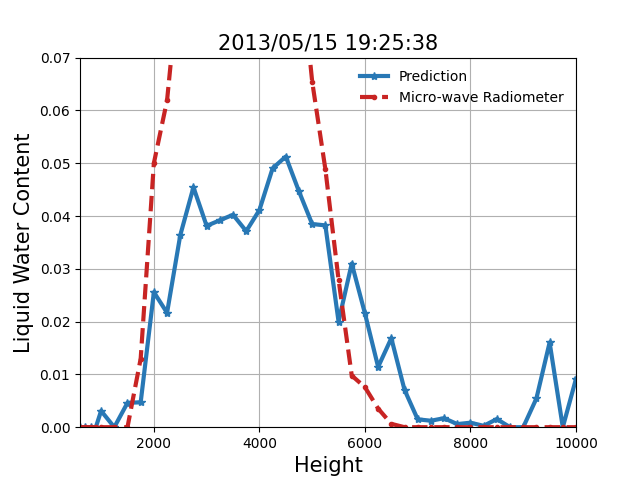 2013/05/15 19:25:38
0.07
0.06
0.05
0.04
0.03
0.02
0.01
0.00
Liquid Water Content
Prediction
Micro-wave Radiometer
2000 4000 6000 8000 10000
Height